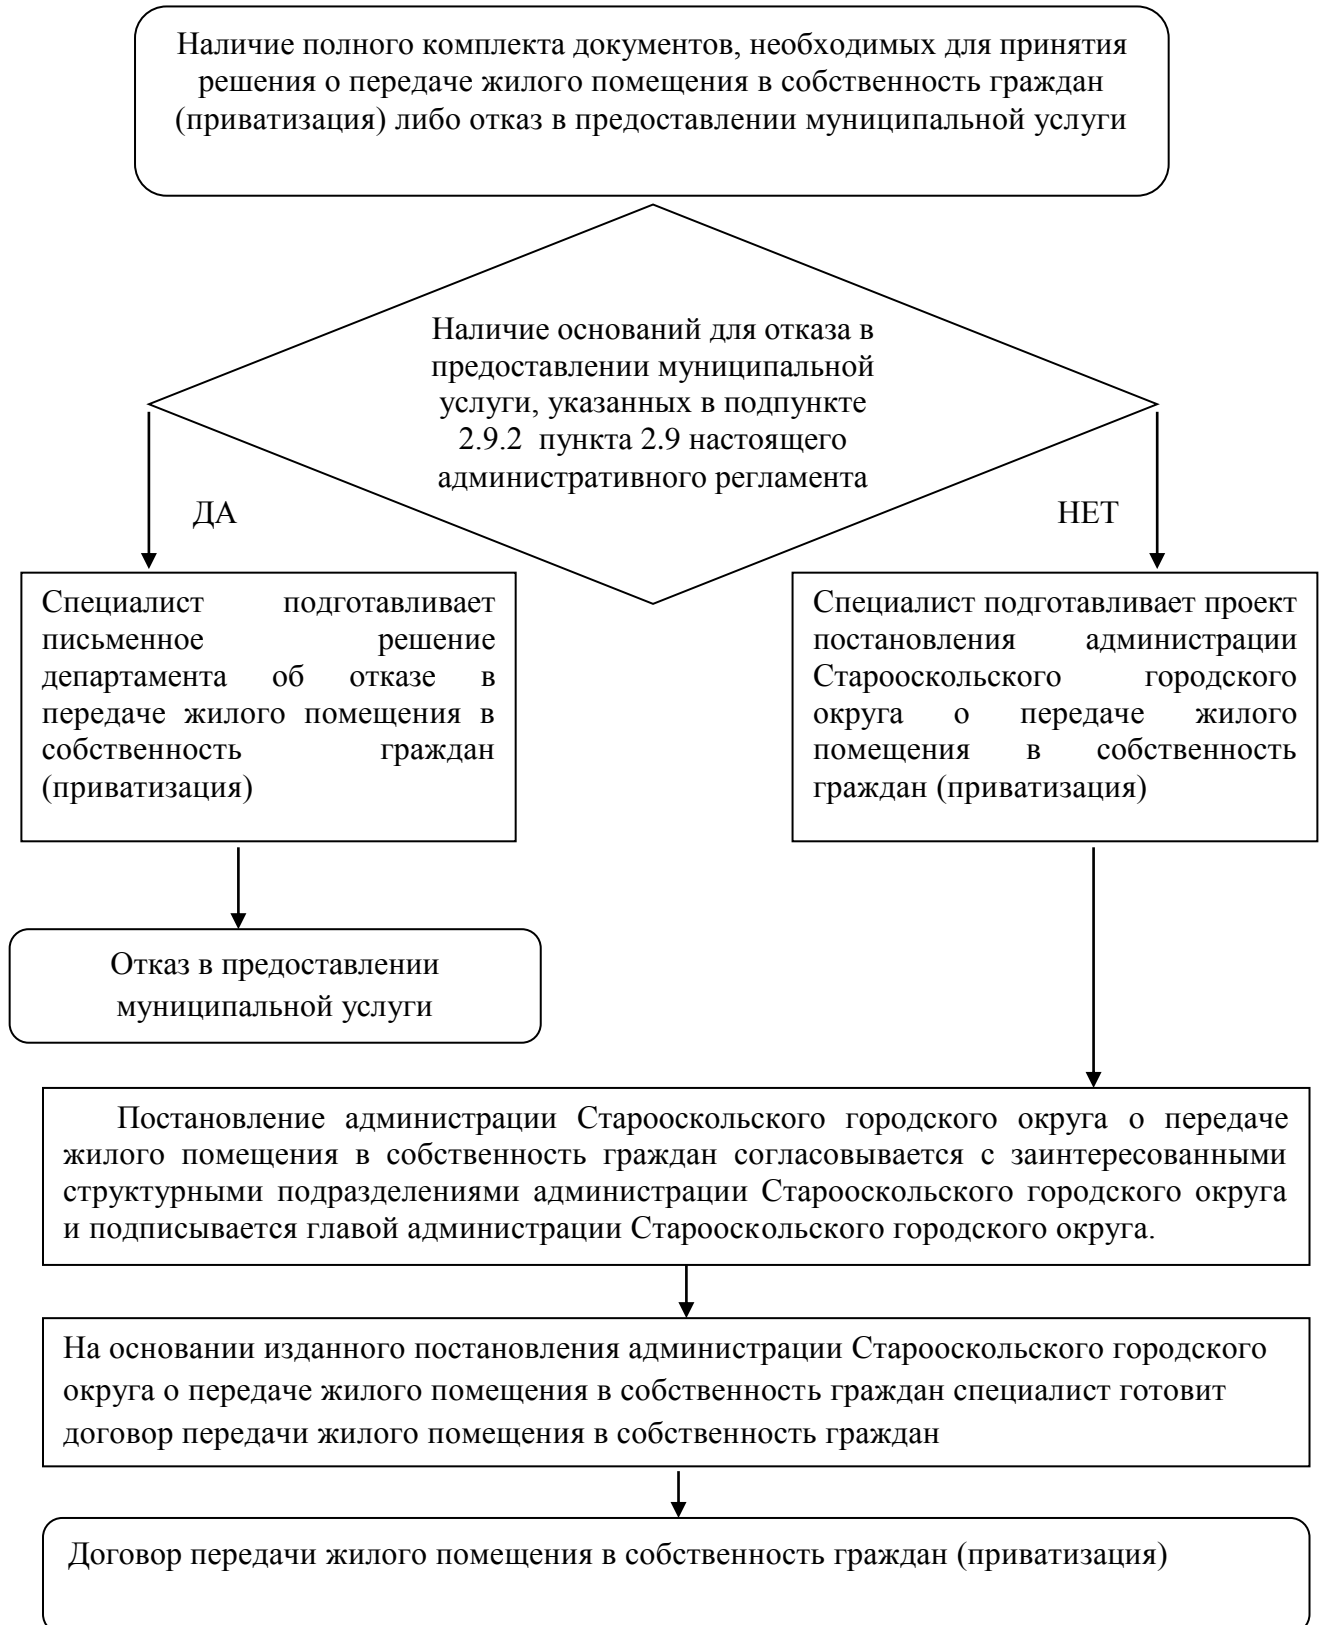 Наличие полного комплекта документов, необходимых для принятия
решения о передаче жилого помещения в собственность граждан
(приватизация) либо отказ в предоставлении муниципальной услуги
Наличие оснований для отказа в
предоставлении муниципальной
услуги, указанных в подпункте
2.9.2 пункта 2.9 настоящего
административного регламента
ДА
НЕТ
Специалист подготавливает
письменное решение
департамента об отказе в
передаче жилого помещения в
собственность граждан
(приватизация)
Специалист подготавливает проект
постановления администрации
Старооскольского городского
округа о передаче жилого
помещения в собственность
граждан (приватизация)
Отказ в предоставлении
муниципальной услуги
Постановление администрации Старооскольского городского округа о передаче
жилого помещения в собственность граждан согласовывается с заинтересованными
структурными подразделениями администрации Старооскольского городского округа
и подписывается главой администрации Старооскольского городского округа.
На основании изданного постановления администрации Старооскольского городского
округа о передаче жилого помещения в собственность граждан специалист готовит
договор передачи жилого помещения в собственность граждан
Договор передачи жилого помещения в собственность граждан (приватизация)